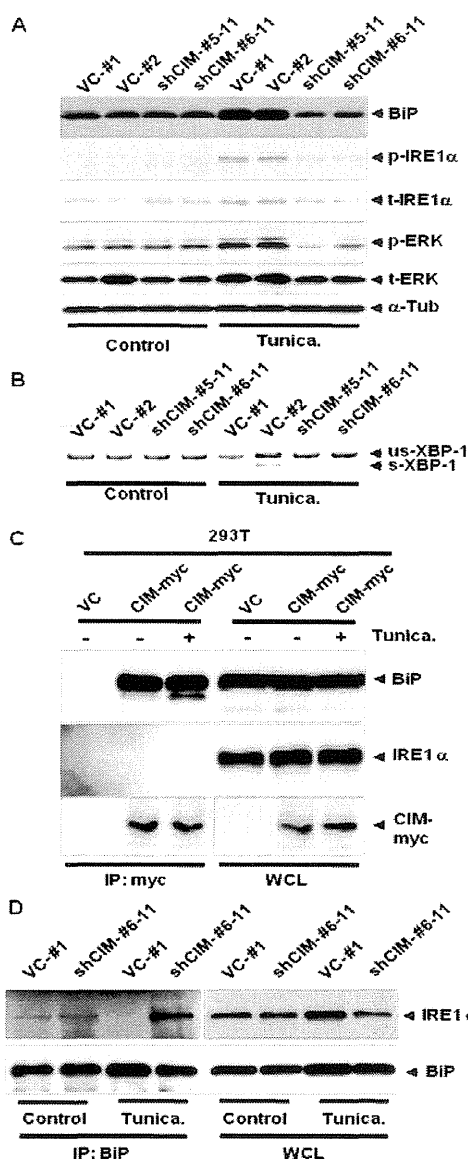 A
VC-#1 VC-#2 shCIM-#5-11 shCIM-#6-11 VC-#1 VC-#2 shCIM-#5-11 shCIM-#6-11
BiP
p-IRE1α
t-IRE1α
p-ERK
t-ERK
α-Tub
Control Tunica.
B
VC-#1 VC-#2 shCIM-#5-11 shCIM-#6-11 VC-#1 VC-#2 shCIM-#5-11 shCIM-#6-11
us-XBP-1
s-XBP-1
Control Tunica.
C
293T
VC CIM-myc CIM-myc VC CIM-myc CIM-myc
- - + - - + Tunica.
BiP
IRE1α
CIM-
myc
IP: myc WCL
D
VC-#1 shCIM-#6-11 VC-#1 shCIM-#6-11 VC-#1 shCIM-#6-11 VC-#1 shCIM-#6-11
IRE1α
BiP
Control Tunica. Control Tunica.
IP: BiP WCL